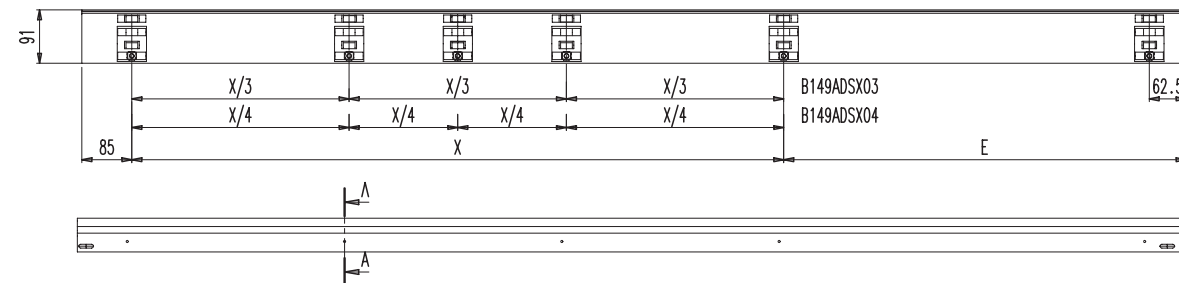 91
X/3 X/3 X/3 B149ADSX03 62.5
X/4 X/4 X/4 X/4 B149ADSX04
85 X E
A
A